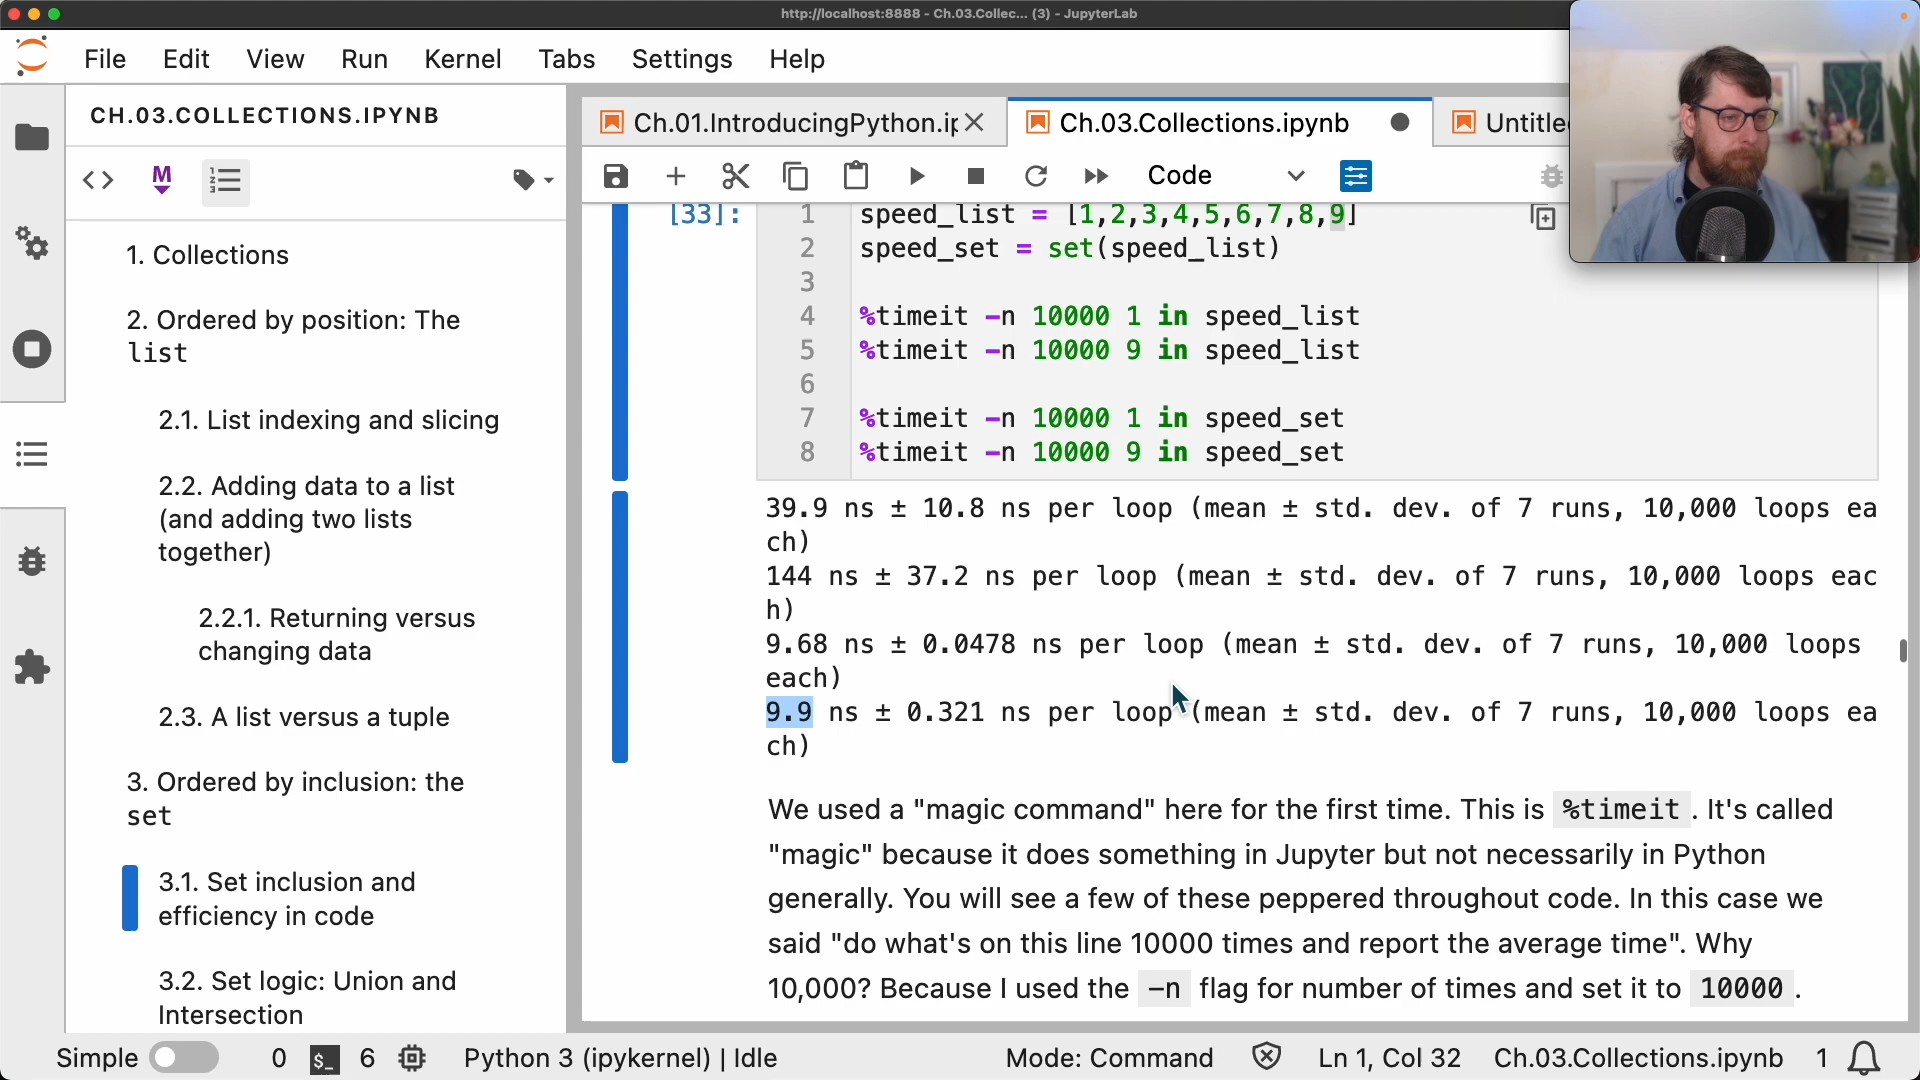 http://localhost:8888 - Ch.03.Collec... (3) - JupyterLab
File Edit View Run Kernel Tabs Settings Help
CH.03.COLLECTIONS.IPYNB
Ch.01.IntroducingPython.ip
Ch.03.Collections.ipynb
Untitle
Code
1. Collections
2. Ordered by position: The
list
2.1. List indexing and slicing
2.2. Adding data to a list
(and adding two lists
together)
2.2.1. Returning versus
changing data
2.3. A list versus a tuple
3. Ordered by inclusion: the
set
3.1. Set inclusion and
efficiency in code
3.2. Set logic: Union and
Intersection
[33]:
1 speed_list = [1,2,3,4,5,6,7,8,9]
2 speed_set = set(speed_list)
3
4 %timeit -n 10000 1 in speed_list
5 %timeit -n 10000 9 in speed_list
6
7 %timeit -n 10000 1 in speed_set
8 %timeit -n 10000 9 in speed_set
39.9 ns ± 10.8 ns per loop (mean ± std. dev. of 7 runs, 10,000 loops ea
ch)
144 ns ± 37.2 ns per loop (mean ± std. dev. of 7 runs, 10,000 loops eac
h)
9.68 ns ± 0.0478 ns per loop (mean ± std. dev. of 7 runs, 10,000 loops
each)
9.9 ns ± 0.321 ns per loop (mean ± std. dev. of 7 runs, 10,000 loops ea
ch)
We used a "magic command" here for the first time. This is %timeit . It's called
"magic" because it does something in Jupyter but not necessarily in Python
generally. You will see a few of these peppered throughout code. In this case we
said "do what's on this line 10000 times and report the average time". Why
10,000? Because I used the -n flag for number of times and set it to 10000 .
Simple 0 $_ 6 Python 3 (ipykernel) | Idle Mode: Command Ln 1, Col 32 Ch.03.Collections.ipynb 1